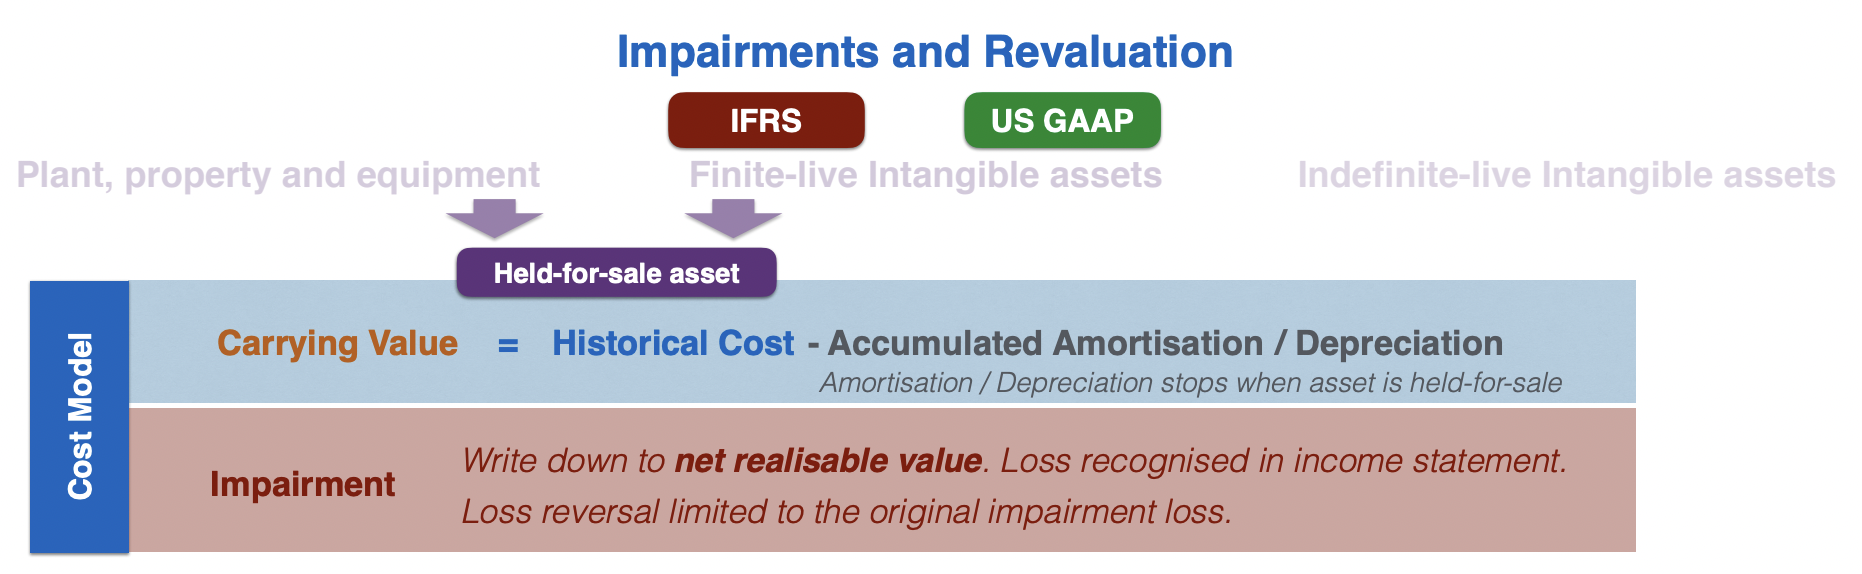 Impairments and Revaluation
IFRS
US GAAP
Plant, property and equipment
Finite-live Intangible assets
Indefinite-live Intangible assets
Held-for-sale asset
Cost Model
Carrying Value = Historical Cost - Accumulated Amortisation / Depreciation
Amortisation / Depreciation stops when asset is held-for-sale
Impairment
Write down to net realisable value. Loss recognised in income statement.
Loss reversal limited to the original impairment loss.